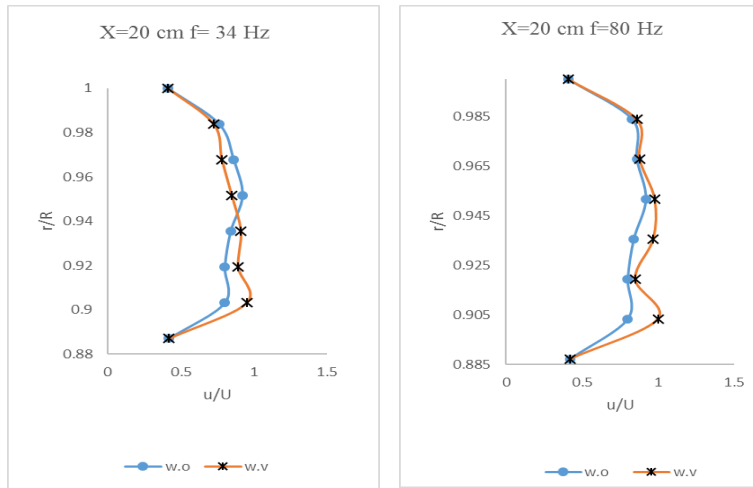 X=20 cm f= 34 Hz
1
0.98
0.96
r/R
0.94
0.92
0.9
0.88
0 0.5 1 1.5
u/U
w.o w.v
X=20 cm f=80 Hz
0.985
0.965
0.945
r/R
0.925
0.905
0.885
0 0.5 1 1.5
u/U
w.o w.v